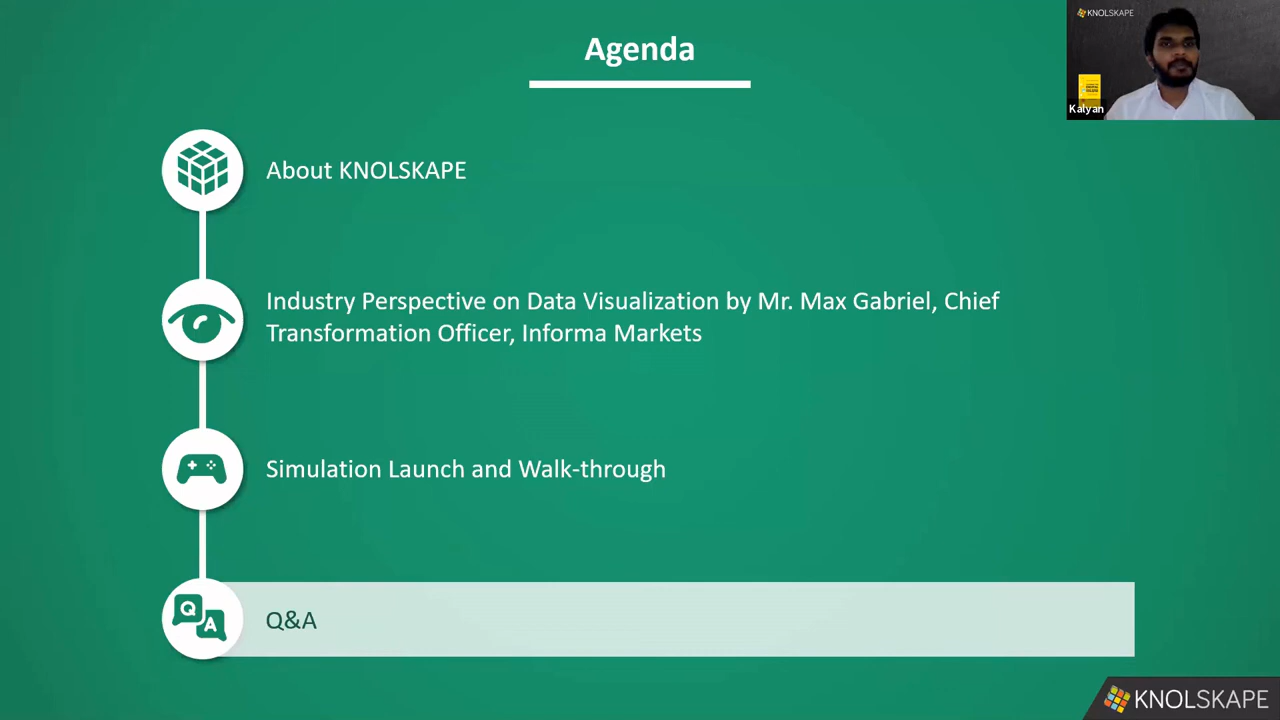 Agenda
KNOLSKAPE
Kalyan
About KNOLSKAPE
Industry Perspective on Data Visualization by Mr. Max Gabriel, Chief
Transformation Officer, Informa Markets
Simulation Launch and Walk-through
Q
A
Q&A
KNOLSKAPE